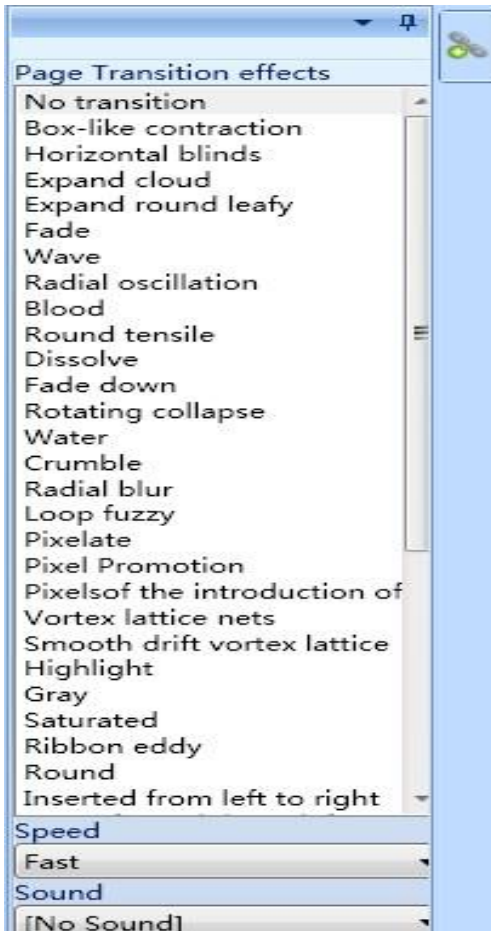 Page Transition effects
No transition
Box-like contraction
Horizontal blinds
Expand cloud
Expand round leafy
Fade
Wave
Radial oscillation
Blood
Round tensile
Dissolve
Fade down
Rotating collapse
Water
Crumble
Radial blur
Loop fuzzy
Pixelate
Pixel Promotion
Pixelsof the introduction of
Vortex lattice nets
Smooth drift vortex lattice
Highlight
Gray
Saturated
Ribbon eddy
Round
Inserted from left to right
Speed
Fast
Sound
[No Sound]